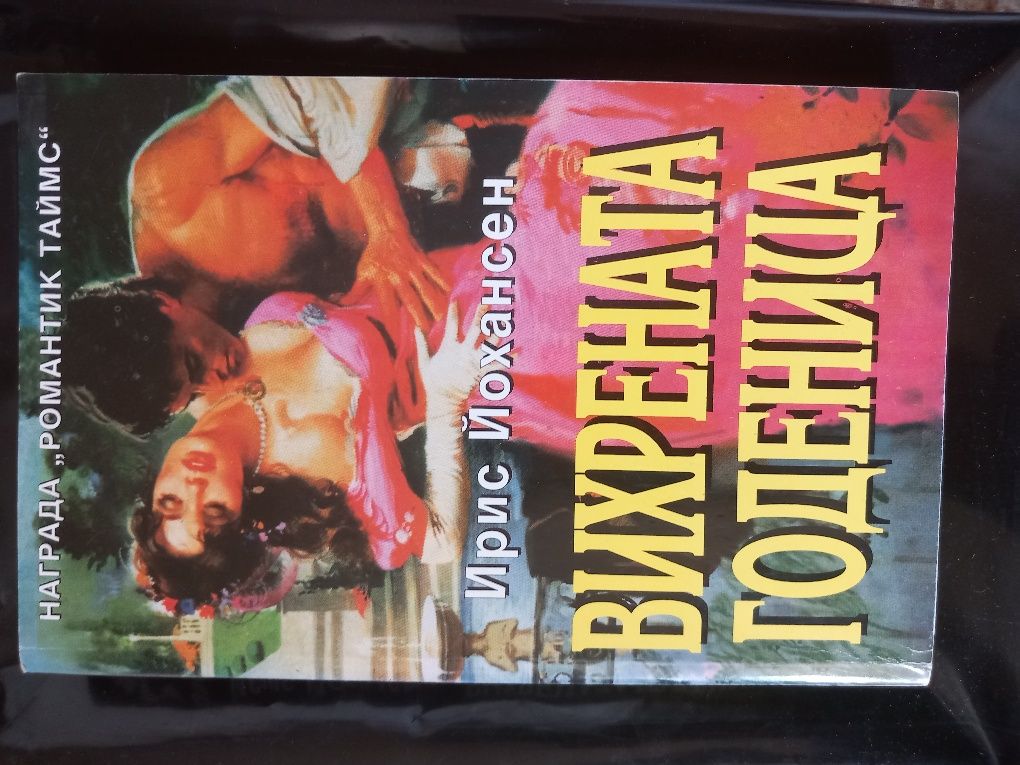 НАГРАДА „РОМАНТИК ТАЙМС“
Ирис Йохансен
ВИХРЕНАТА
ГОДЕНИЦА